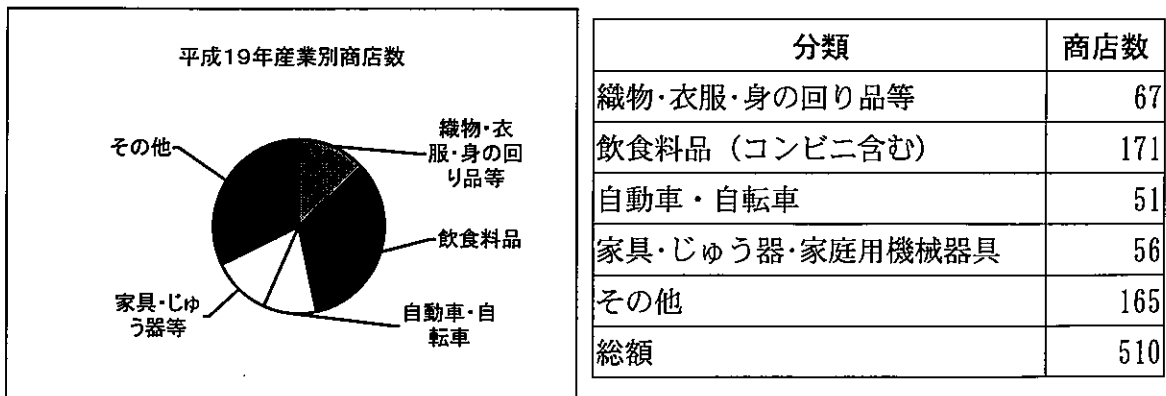 平成19年産業別商店数
織物・衣
服・身の回
り品等
飲食料品
自動車・自
転車
家具・じゅ
う器等
その他
分類 商店数
織物・衣服・身の回り品等 67
飲食料品（コンビニ含む） 171
自動車・自転車 51
家具・じゅう器・家庭用機械器具 56
その他 165
総額 510